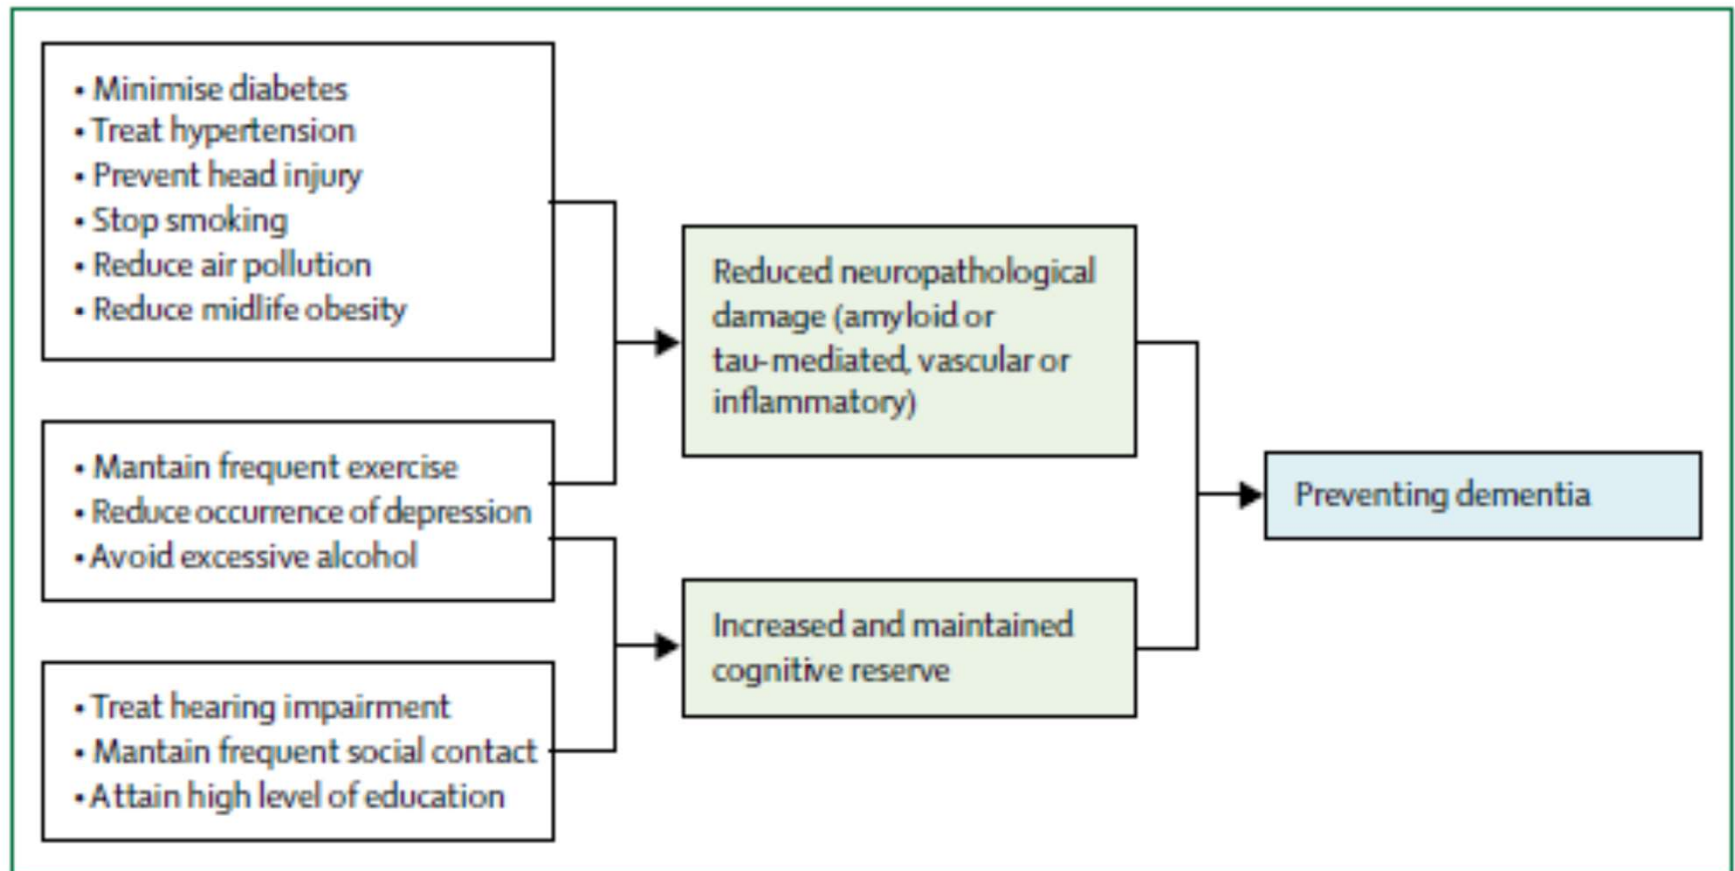 • Minimise diabetes
• Treat hypertension
• Prevent head injury
• Stop smoking
• Reduce air pollution
• Reduce midlife obesity
• Mantain frequent exercise
• Reduce occurrence of depression
• Avoid excessive alcohol
• Treat hearing impairment
• Mantain frequent social contact
• Attain high level of education
Reduced neuropathological
damage (amyloid or
tau-mediated, vascular or
inflammatory)
Increased and maintained
cognitive reserve
Preventing dementia